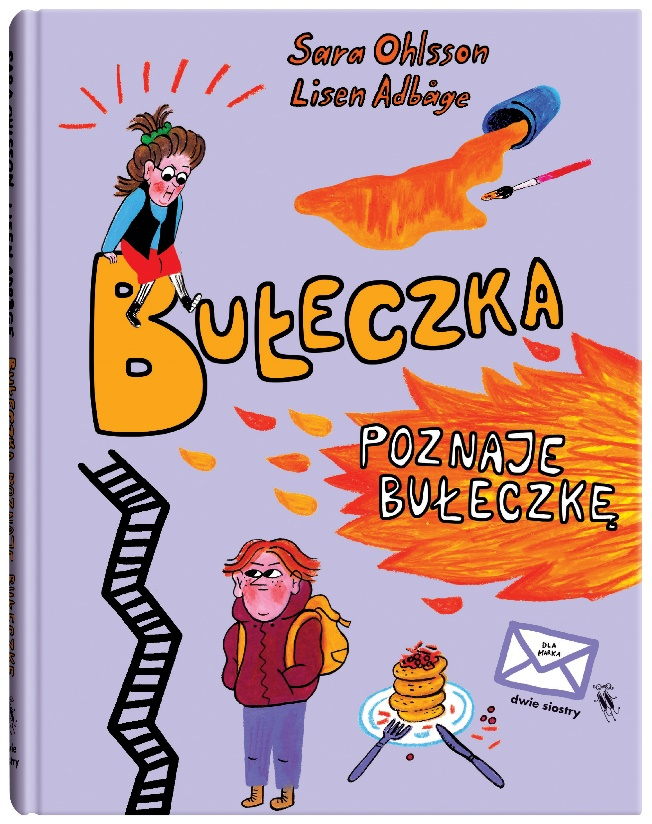 Sara Ohlsson
Lisen Adbåge
BUŁECZKA
POZNAJE
BUŁECZKĘ
DLA
MARKA
dwie siostry